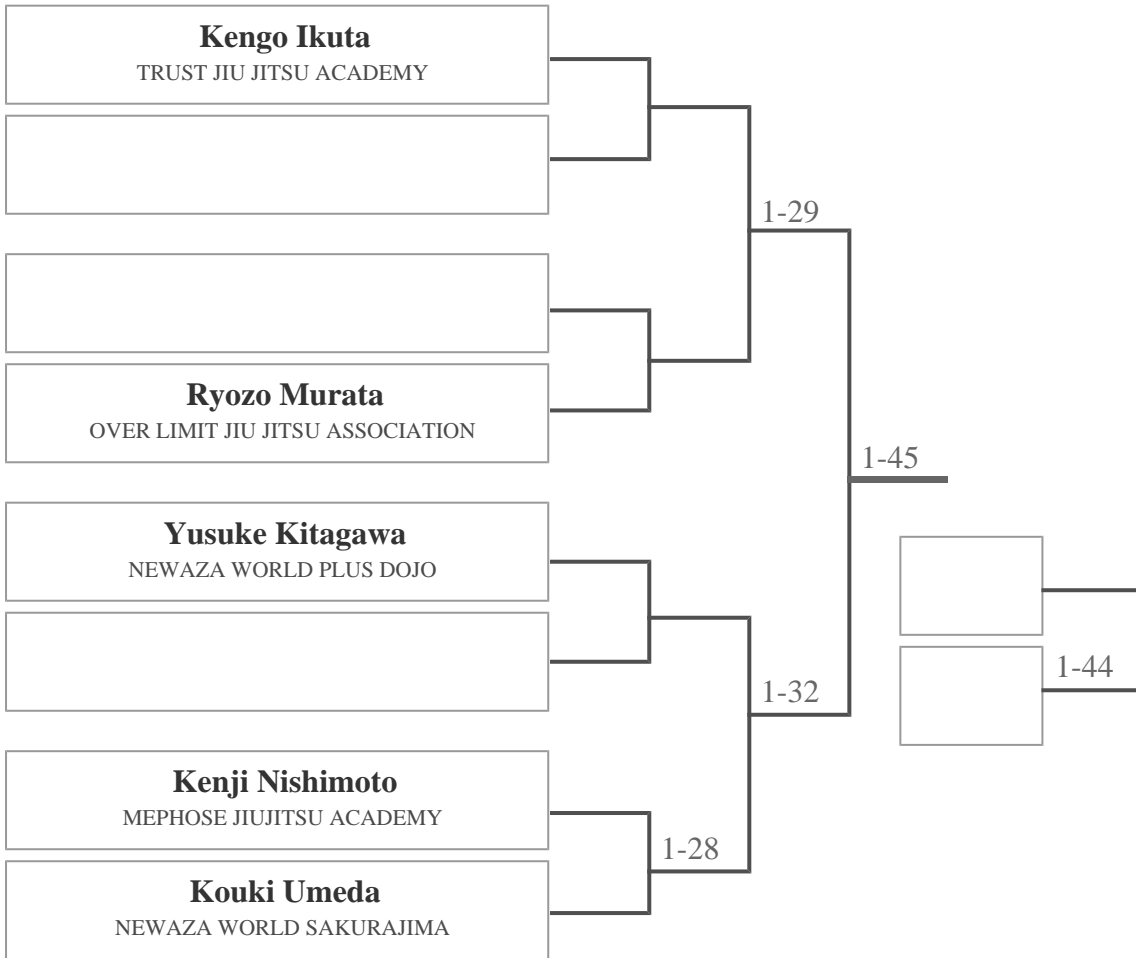 Kengo Ikuta
TRUST JIU JITSU ACADEMY
1-29
Ryozo Murata
OVER LIMIT JIU JITSU ASSOCIATION
1-45
Yusuke Kitagawa
NEWAZA WORLD PLUS DOJO
1-44
1-32
Kenji Nishimoto
MEPHOSE JIUJITSU ACADEMY
1-28
Kouki Umeda
NEWAZA WORLD SAKURAJIMA